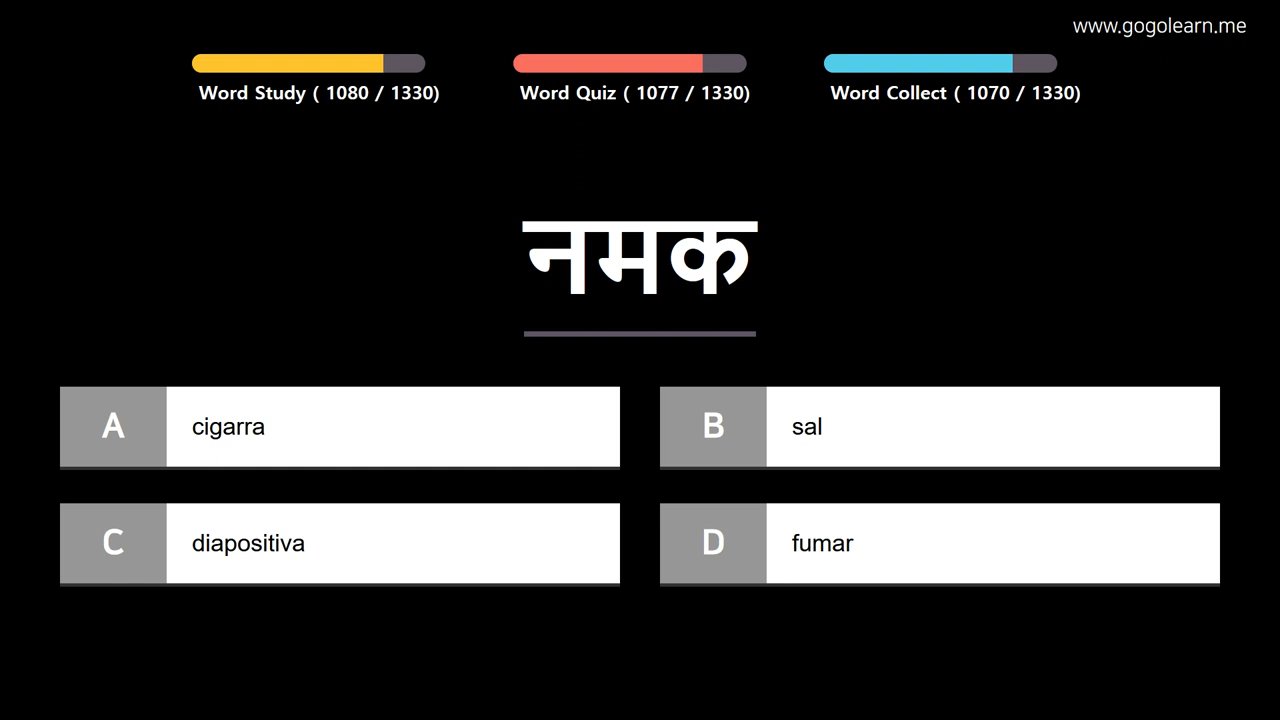 www.gogolearn.me
Word Study ( 1080 / 1330)
Word Quiz ( 1077 / 1330)
Word Collect ( 1070 / 1330)
नमक
A cigarra
B sal
C diapositiva
D fumar